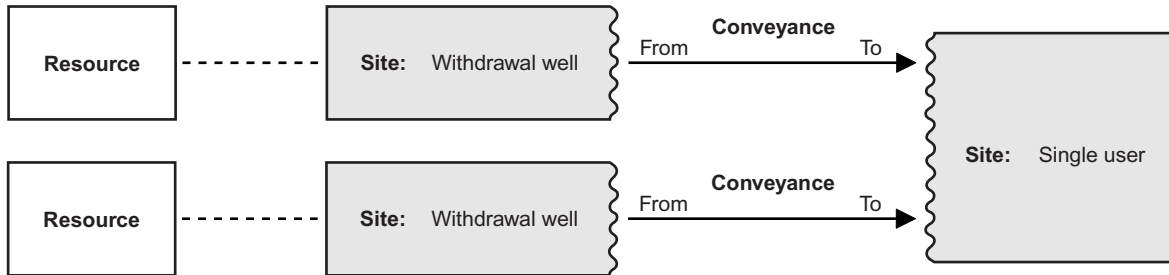 Resource
Site: Withdrawal well
From
Conveyance
To
Site: Single user
Resource
Site: Withdrawal well
From
Conveyance
To